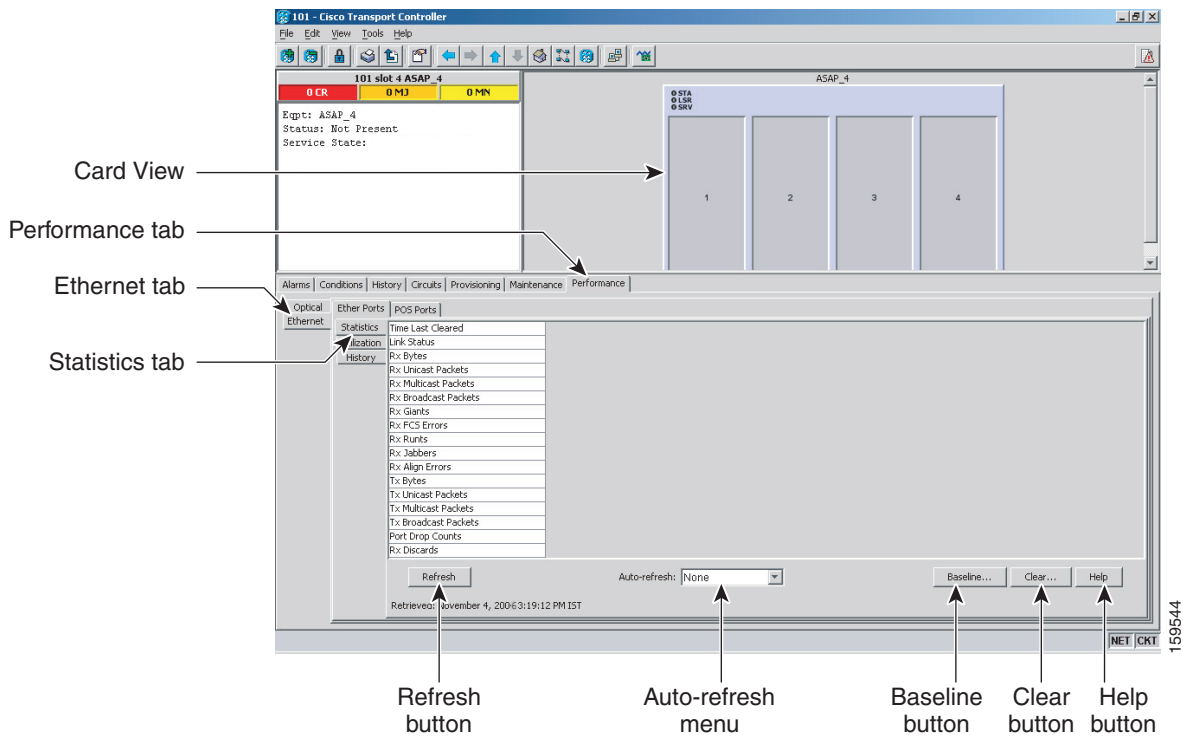 101 - Cisco Transport Controller
File Edit View Tools Help
101 slot 4 ASAP_4
0 CR 0 MJ 0 MN
Eqpt: ASAP_4
Status: Not Present
Service State:
ASAP_4
STA
LSR
SRV
1 2 3 4
Card View
Performance tab
Ethernet tab
Statistics tab
Alarms Conditions History Circuits Provisioning Maintenance Performance
Optical
Ethernet
Ether Ports POS Ports
Statistics
History
Time Last Cleared
Link Status
Rx Bytes
Rx Unicast Packets
Rx Multicast Packets
Rx Broadcast Packets
Rx Giants
Rx FCS Errors
Rx Runts
Rx Jabbers
Rx Align Errors
Tx Bytes
Tx Unicast Packets
Tx Multicast Packets
Tx Broadcast Packets
Port Drop Counts
Rx Discards
Refresh Auto-refresh: None Baseline... Clear... Help
Retrieved: November 4, 2006 3:19:12 PM IST
NET CKT
159544
Refresh
button
Auto-refresh
menu
Baseline
button
Clear
button
Help
button